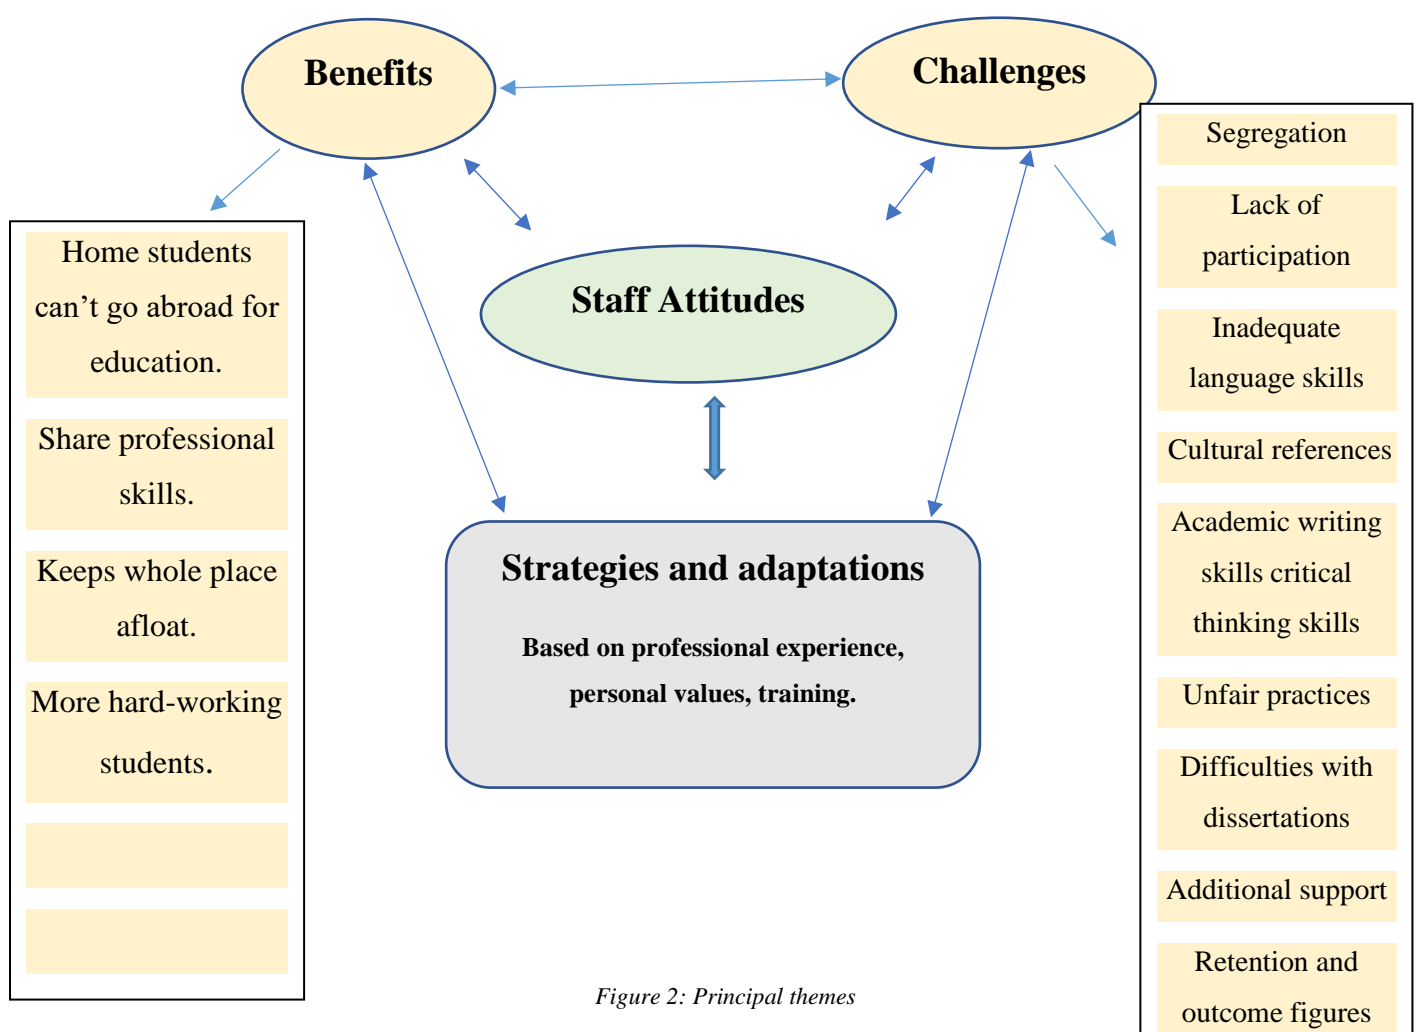 Benefits
Challenges
Staff Attitudes
Home students
can’t go abroad for
education.
Share professional
skills.
Keeps whole place
afloat.
More hard-working
students.
Strategies and adaptations
Based on professional experience,
personal values, training.
Segregation
Lack of
participation
Inadequate
language skills
Cultural references
Academic writing
skills critical
thinking skills
Unfair practices
Difficulties with
dissertations
Additional support
Retention and
outcome figures
Figure 2: Principal themes